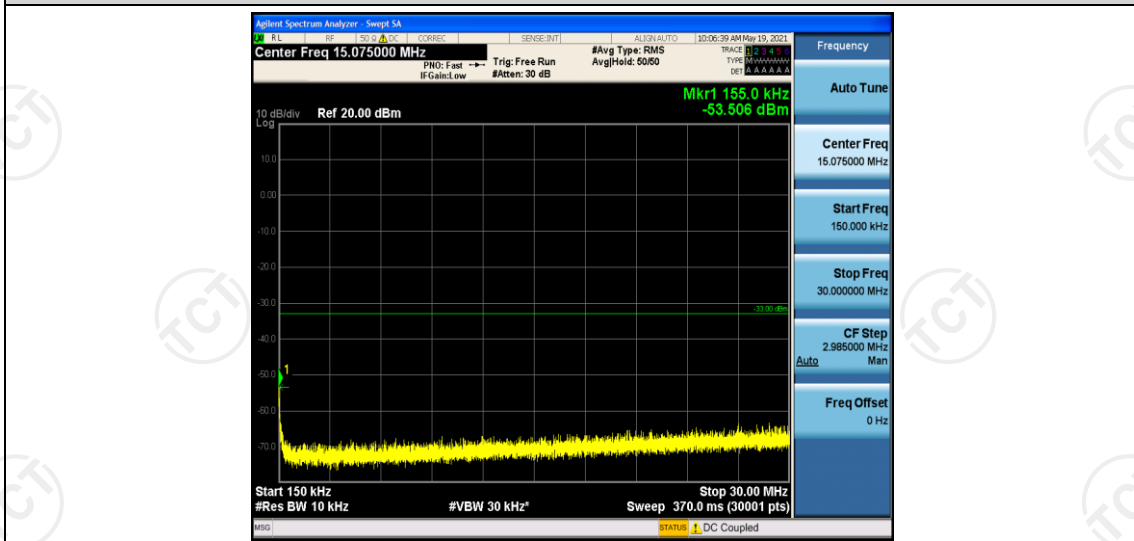 Agilent Spectrum Analyzer - Swept SA
RL RF 50 Ω DC CORREC SENSE:INT ALIGN AUTO 10:06:39 AM May 19, 2021
Center Freq 15.075000 MHz
PNO: Fast
IFGain:Low
Trig: Free Run
#Atten: 30 dB
#Avg Type: RMS
Avg|Hold: 50/50
TRACE 1 2 3 4 5 6
TYPE M
DET A A A A A A
Mkr1 155.0 kHz
-53.506 dBm
10 dB/div Ref 20.00 dBm
Log
10.0
0.00
-10.0
-20.0
-30.0
-33.00 dBm
-40.0
-50.0
1
-60.0
-70.0
Start 150 kHz
Stop 30.00 MHz
#Res BW 10 kHz
#VBW 30 kHz*
Sweep 370.0 ms (30001 pts)
MSG
STATUS DC Coupled
Frequency
Auto Tune
Center Freq
15.075000 MHz
Start Freq
150.000 kHz
Stop Freq
30.000000 MHz
CF Step
2.985000 MHz
Auto Man
Freq Offset
0 Hz
TCT
TCT
TCT
TCT
TCT
TCT